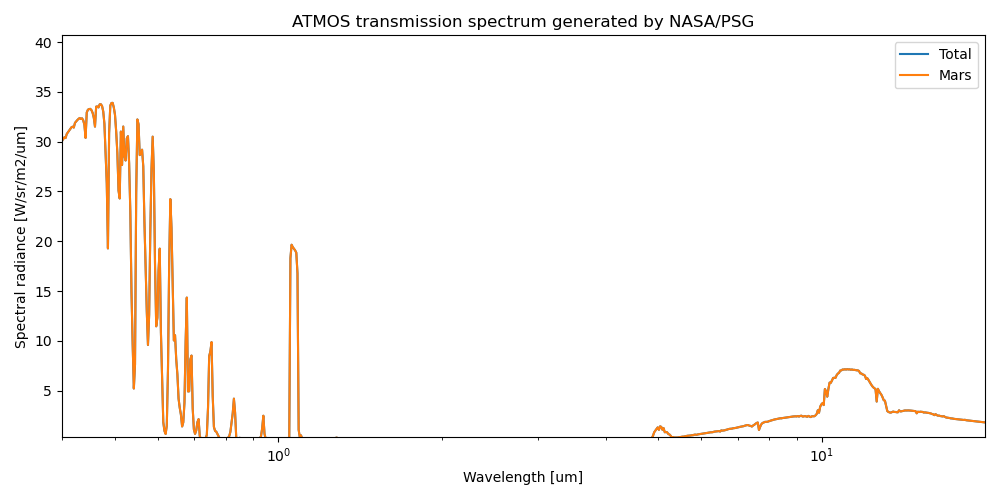 ATMOS transmission spectrum generated by NASA/PSG
Total
Mars
40
35
30
25
20
15
10
5
Spectral radiance [W/sr/m2/um]
10⁰
10¹
Wavelength [um]